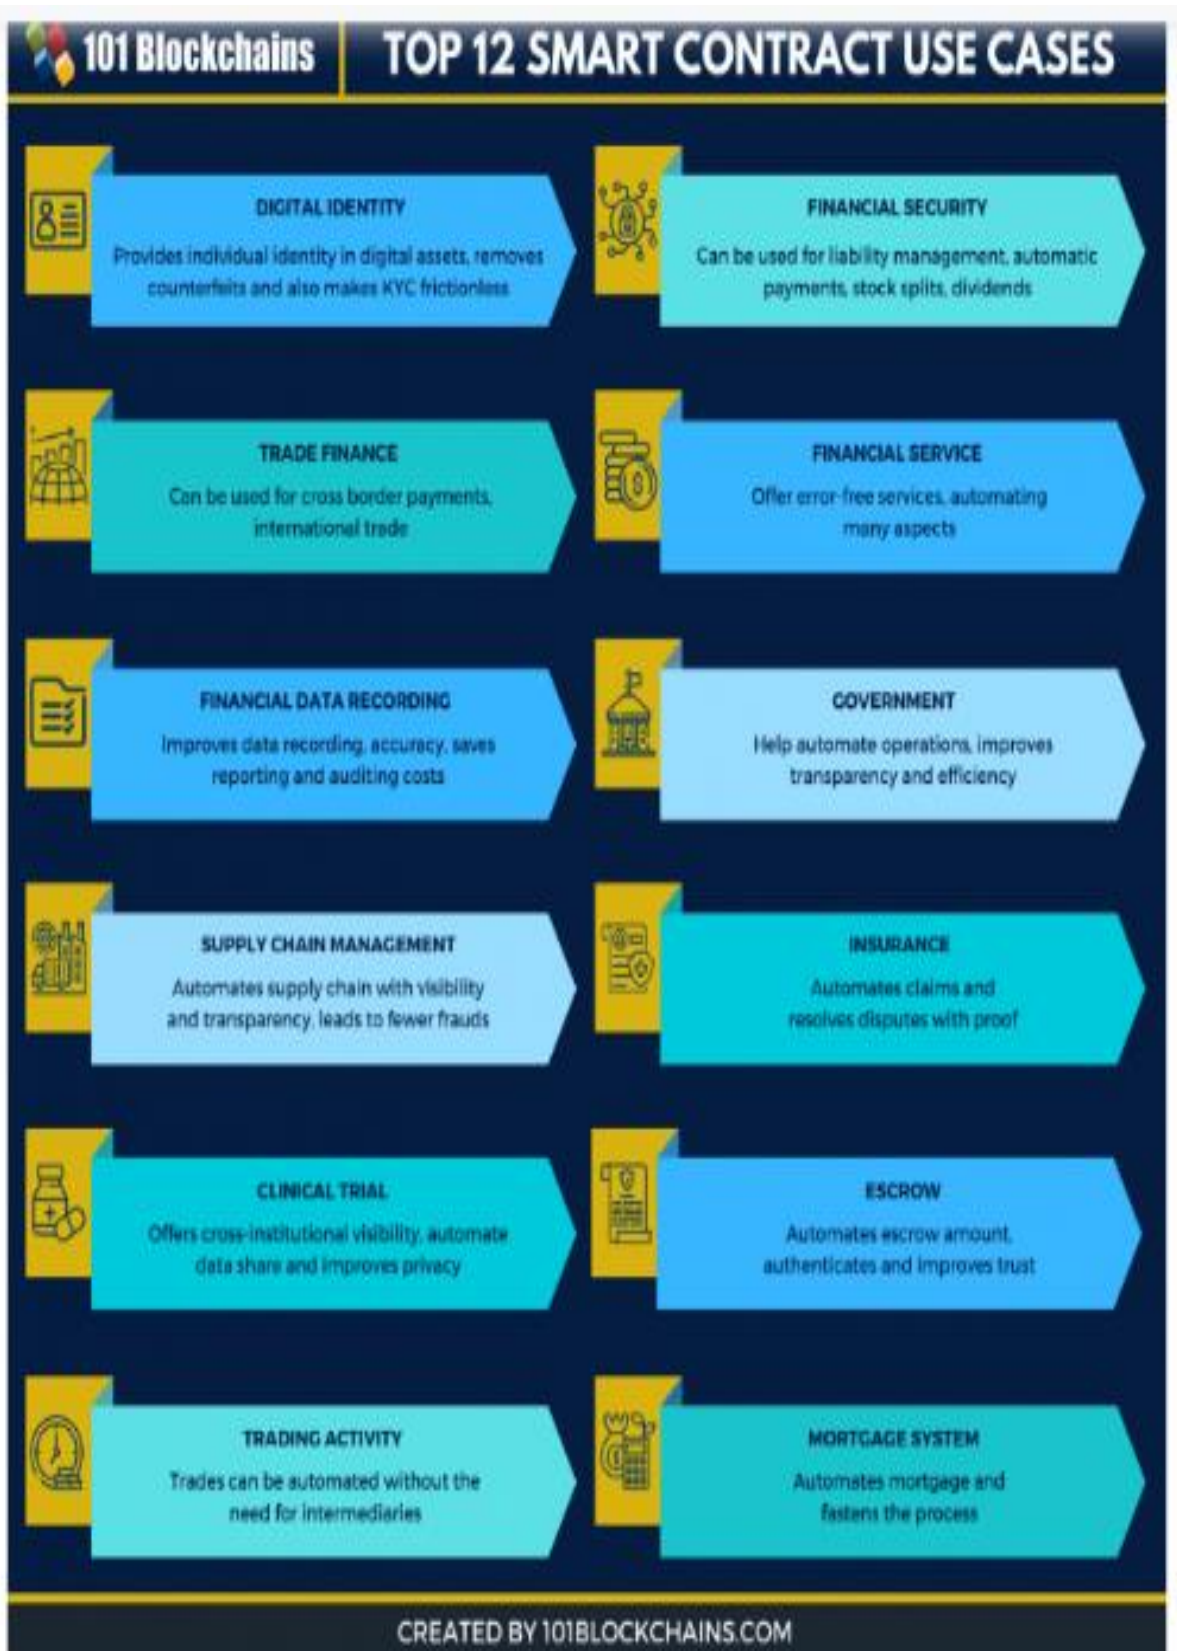 101 Blockchains
TOP 12 SMART CONTRACT USE CASES
DIGITAL IDENTITY
Provides individual identity in digital assets, removes
counterfeits and also makes KYC frictionless
FINANCIAL SECURITY
Can be used for liability management, automatic
payments, stock splits, dividends
TRADE FINANCE
Can be used for cross border payments,
international trade
FINANCIAL SERVICE
Offer error-free services, automating
many aspects
FINANCIAL DATA RECORDING
Improves data recording, accuracy, saves
reporting and auditing costs
GOVERNMENT
Help automate operations, improves
transparency and efficiency
SUPPLY CHAIN MANAGEMENT
Automates supply chain with visibility
and transparency, leads to fewer frauds
INSURANCE
Automates claims and
resolves disputes with proof
CLINICAL TRIAL
Offers cross-institutional visibility, automate
data share and improves privacy
ESCROW
Automates escrow amount,
authenticates and improves trust
TRADING ACTIVITY
Trades can be automated without the
need for intermediaries
MORTGAGE SYSTEM
Automates mortgage and
fastens the process
CREATED BY 101BLOCKCHAINS.COM